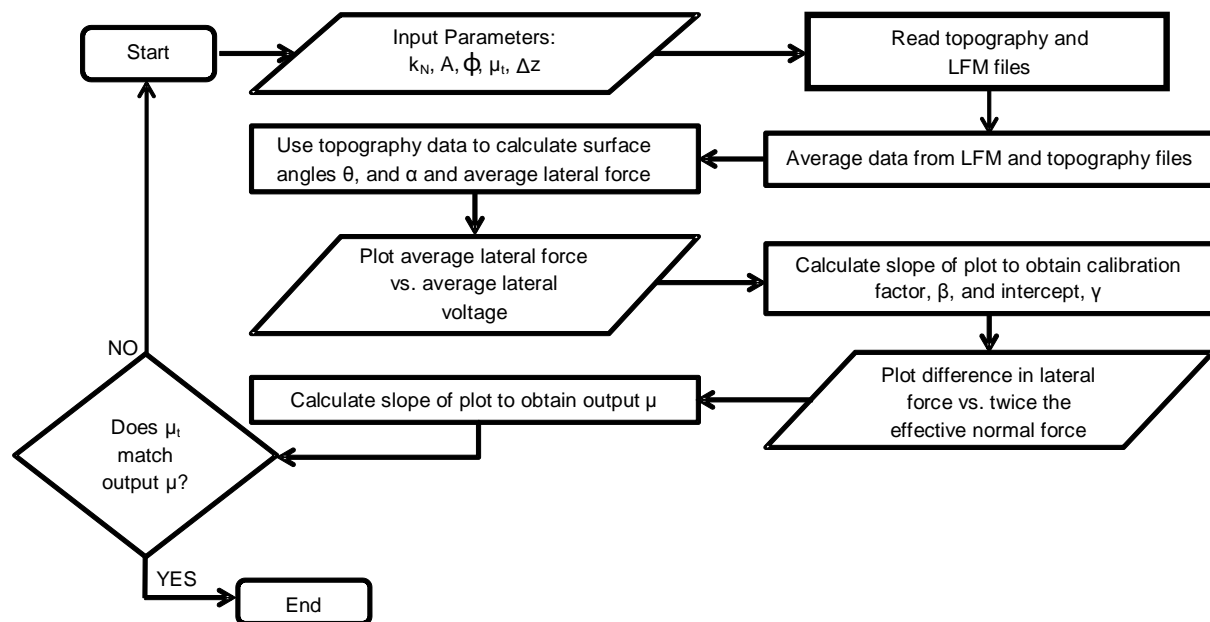 Start
Input Parameters:
k_N, A, ϕ, μ_t, Δz
Read topography and
LFM files
Average data from LFM and topography files
Use topography data to calculate surface
angles θ, and α and average lateral force
Plot average lateral force
vs. average lateral
voltage
Calculate slope of plot to obtain calibration
factor, β, and intercept, γ
Plot difference in lateral
force vs. twice the
effective normal force
Calculate slope of plot to obtain output μ
Does μ_t
match
output μ?
NO
YES
End